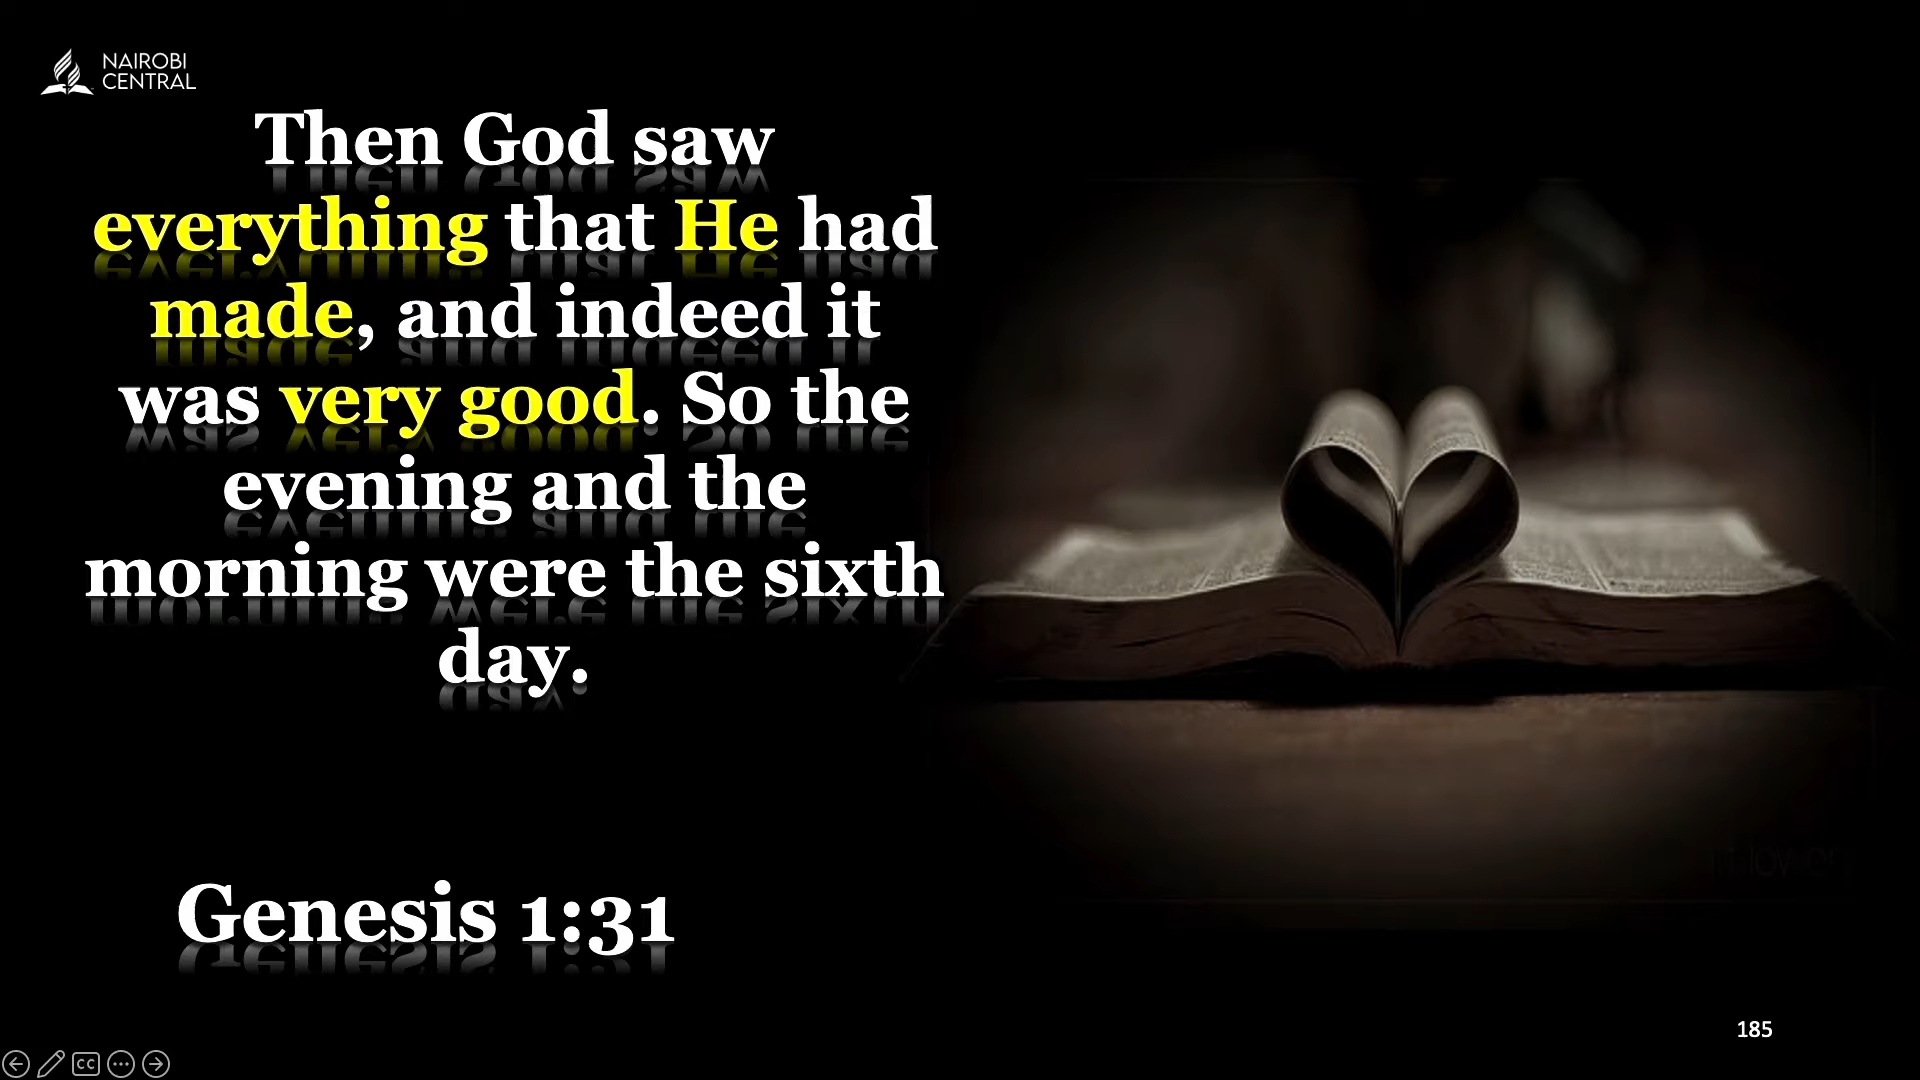 NAIROBI
CENTRAL
Then God saw
everything that He had
made, and indeed it
was very good. So the
evening and the
morning were the sixth
day.
Genesis 1:31
185
CC